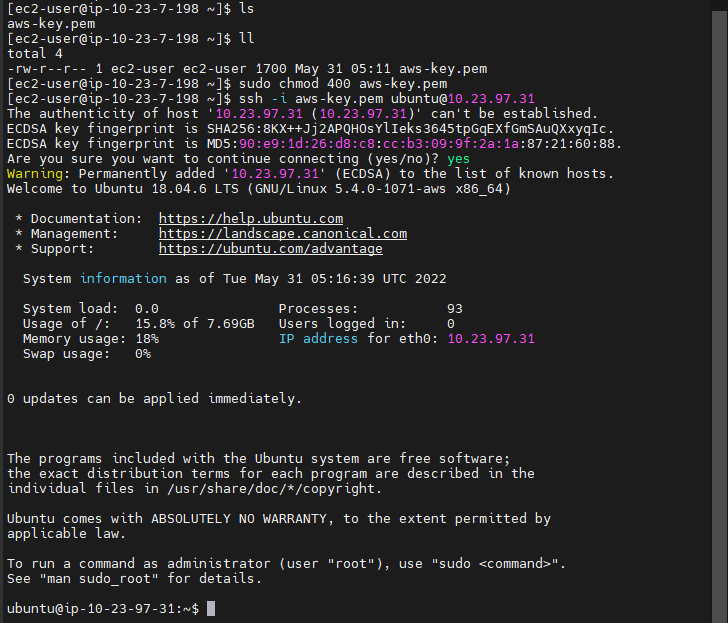 [ec2-user@ip-10-23-7-198 ~]$ ls
aws-key.pem
[ec2-user@ip-10-23-7-198 ~]$ ll
total 4
-rw-r--r-- 1 ec2-user ec2-user 1700 May 31 05:11 aws-key.pem
[ec2-user@ip-10-23-7-198 ~]$ sudo chmod 400 aws-key.pem
[ec2-user@ip-10-23-7-198 ~]$ ssh -i aws-key.pem ubuntu@10.23.97.31
The authenticity of host '10.23.97.31 (10.23.97.31)' can't be established.
ECDSA key fingerprint is SHA256:8KX++Jj2APQHOsYlIeks3645tpGqEXfGmSAuQXxyqIc.
ECDSA key fingerprint is MD5:90:e9:1d:26:d8:c8:cc:b3:09:9f:2a:1a:87:21:60:88.
Are you sure you want to continue connecting (yes/no)? yes
Warning: Permanently added '10.23.97.31' (ECDSA) to the list of known hosts.
Welcome to Ubuntu 18.04.6 LTS (GNU/Linux 5.4.0-1071-aws x86_64)
* Documentation:  https://help.ubuntu.com
* Management:     https://landscape.canonical.com
* Support:        https://ubuntu.com/advantage
System information as of Tue May 31 05:16:39 UTC 2022
System load:  0.0               Processes:           93
Usage of /:   15.8% of 7.69GB   Users logged in:     0
Memory usage: 18%               IP address for eth0: 10.23.97.31
Swap usage:   0%
0 updates can be applied immediately.
The programs included with the Ubuntu system are free software;
the exact distribution terms for each program are described in the
individual files in /usr/share/doc/*/copyright.
Ubuntu comes with ABSOLUTELY NO WARRANTY, to the extent permitted by
applicable law.
To run a command as administrator (user "root"), use "sudo <command>".
See "man sudo_root" for details.
ubuntu@ip-10-23-97-31:~$